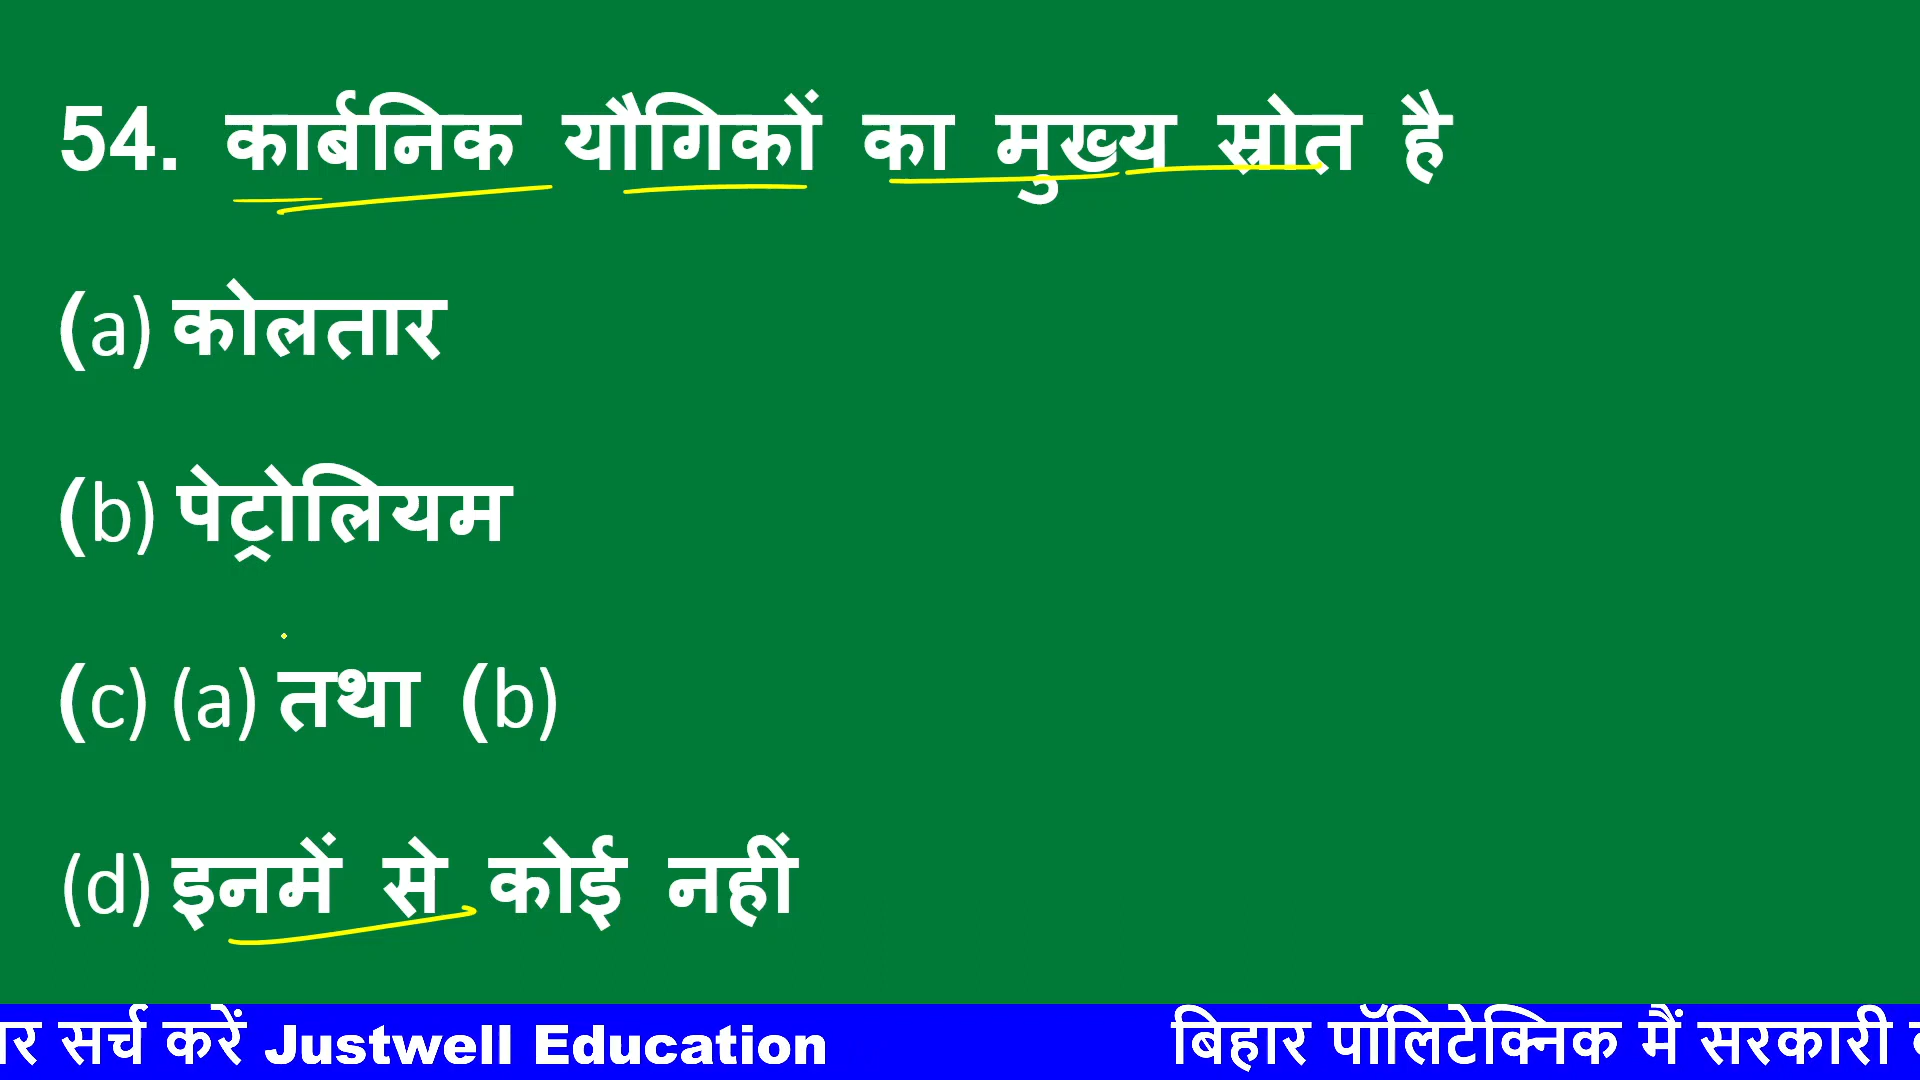 54. कार्बनिक यौगिकों का मुख्य स्रोत है
(a) कोलतार
(b) पेट्रोलियम
(c) (a) तथा (b)
(d) इनमें से कोई नहीं
सर्च करें Justwell Education बिहार पॉलिटेक्निक मैं सरकारी